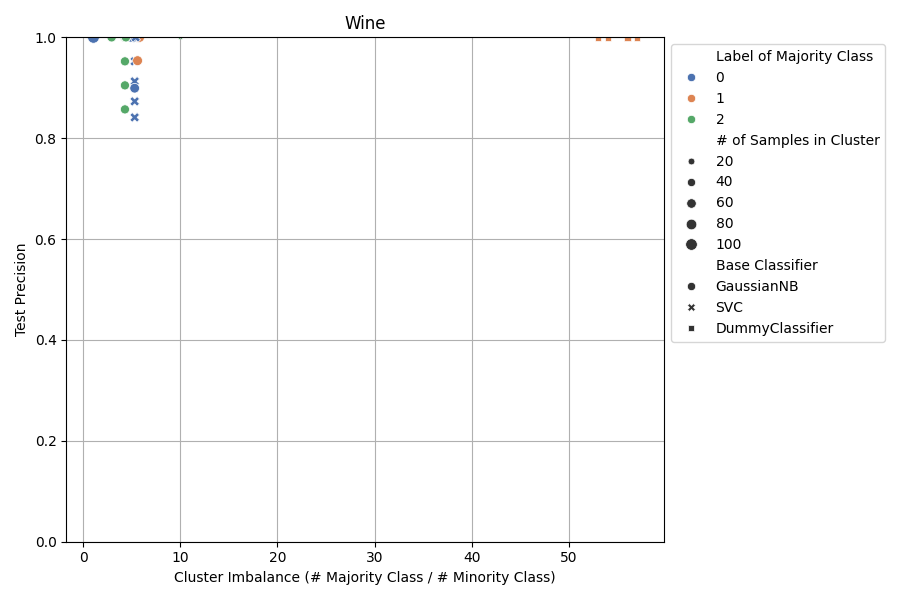 Wine
1.0
0.8
0.6
0.4
0.2
0.0
Test Precision
0 10 20 30 40 50
Cluster Imbalance (# Majority Class / # Minority Class)
Label of Majority Class
0
1
2
# of Samples in Cluster
20
40
60
80
100
Base Classifier
GaussianNB
SVC
DummyClassifier